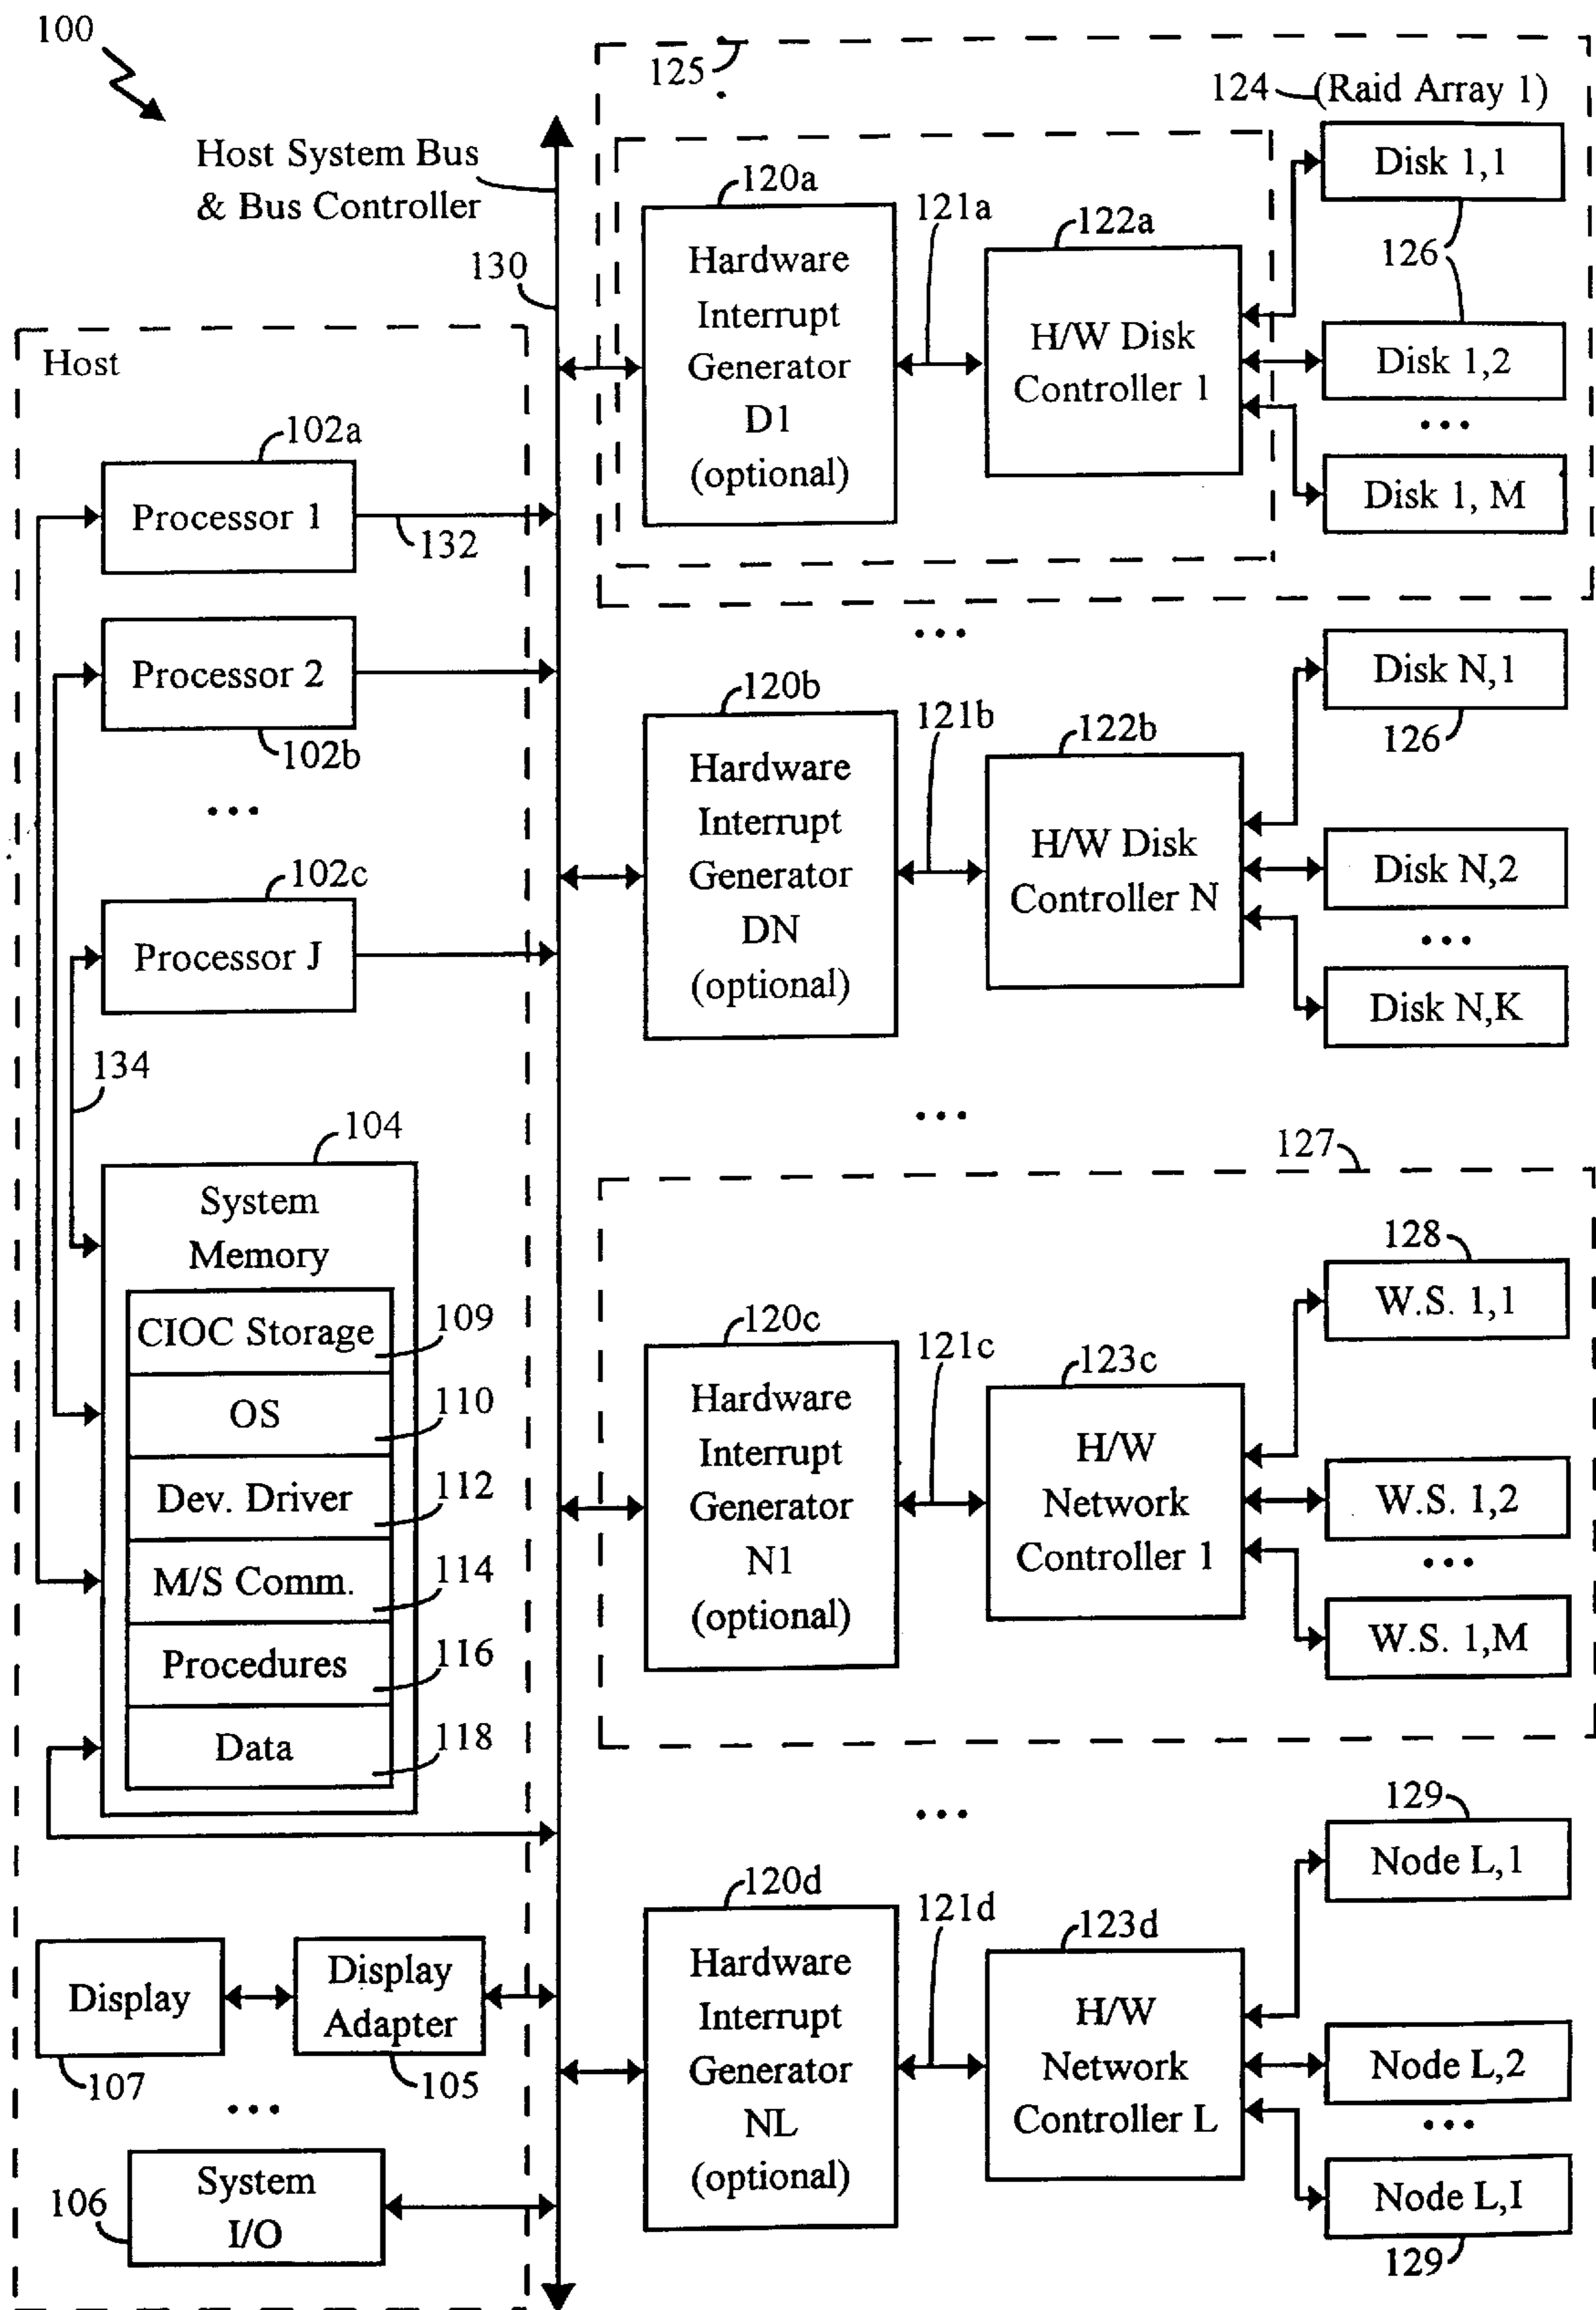 100
Host System Bus
& Bus Controller
130
125
124 (Raid Array 1)
120a
Hardware
Interrupt
Generator
D1
(optional)
121a
122a
H/W Disk
Controller 1
Disk 1,1
126
Disk 1,2
...
Disk 1, M
Host
102a
Processor 1
132
Processor 2
102b
...
102c
Processor J
134
104
System
Memory
CIOC Storage
109
OS
110
Dev. Driver
112
M/S Comm.
114
Procedures
116
Data
118
Display
107
Display
Adapter
105
...
System
I/O
106
...
120b
Hardware
Interrupt
Generator
DN
(optional)
121b
122b
H/W Disk
Controller N
Disk N,1
126
Disk N,2
...
Disk N,K
...
127
120c
Hardware
Interrupt
Generator
N1
(optional)
121c
123c
H/W
Network
Controller 1
128
W.S. 1,1
W.S. 1,2
...
W.S. 1,M
...
120d
Hardware
Interrupt
Generator
NL
(optional)
121d
123d
H/W
Network
Controller L
129
Node L,1
Node L,2
...
Node L,I
129